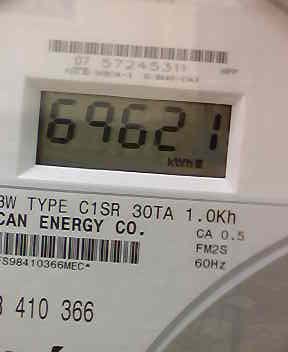 07 57245311
69621
kWh
3W TYPE C1SR 30TA 1.0Kh
CAN ENERGY CO.
CA 0.5
FM2S
FS98410366MEC*
60Hz
410 366